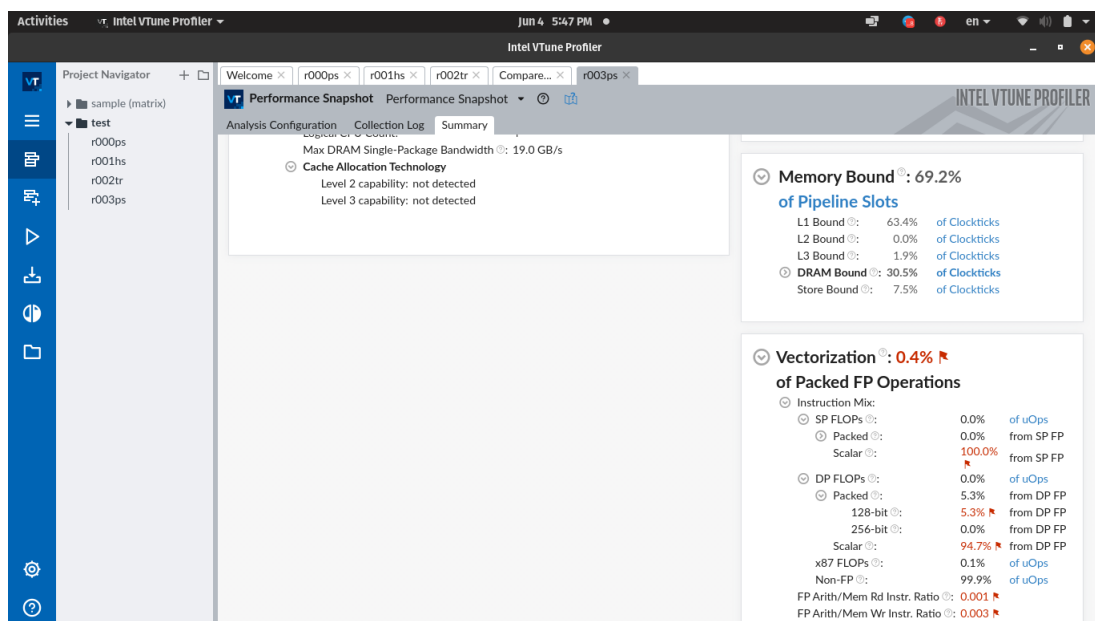 Activities Intel VTune Profiler Jun 4 5:47 PM en
Intel VTune Profiler
Project Navigator
Welcome r000ps r001hs r002tr Compare... r003ps
sample (matrix)
test
r000ps
r001hs
r002tr
r003ps
VT Performance Snapshot Performance Snapshot
INTEL VTUNE PROFILER
Analysis Configuration Collection Log Summary
Logical CPU Count:
Max DRAM Single-Package Bandwidth: 19.0 GB/s
Cache Allocation Technology
Level 2 capability: not detected
Level 3 capability: not detected
Memory Bound: 69.2%
of Pipeline Slots
L1 Bound: 63.4% of Clockticks
L2 Bound: 0.0% of Clockticks
L3 Bound: 1.9% of Clockticks
DRAM Bound: 30.5% of Clockticks
Store Bound: 7.5% of Clockticks
Vectorization: 0.4%
of Packed FP Operations
Instruction Mix:
SP FLOPs: 0.0% of uOps
Packed: 0.0% from SP FP
Scalar: 100.0% from SP FP
DP FLOPs: 0.0% of uOps
Packed: 5.3% from DP FP
128-bit: 5.3% from DP FP
256-bit: 0.0% from DP FP
Scalar: 94.7% from DP FP
x87 FLOPs: 0.1% of uOps
Non-FP: 99.9% of uOps
FP Arith/Mem Rd Instr. Ratio: 0.001
FP Arith/Mem Wr Instr. Ratio: 0.003